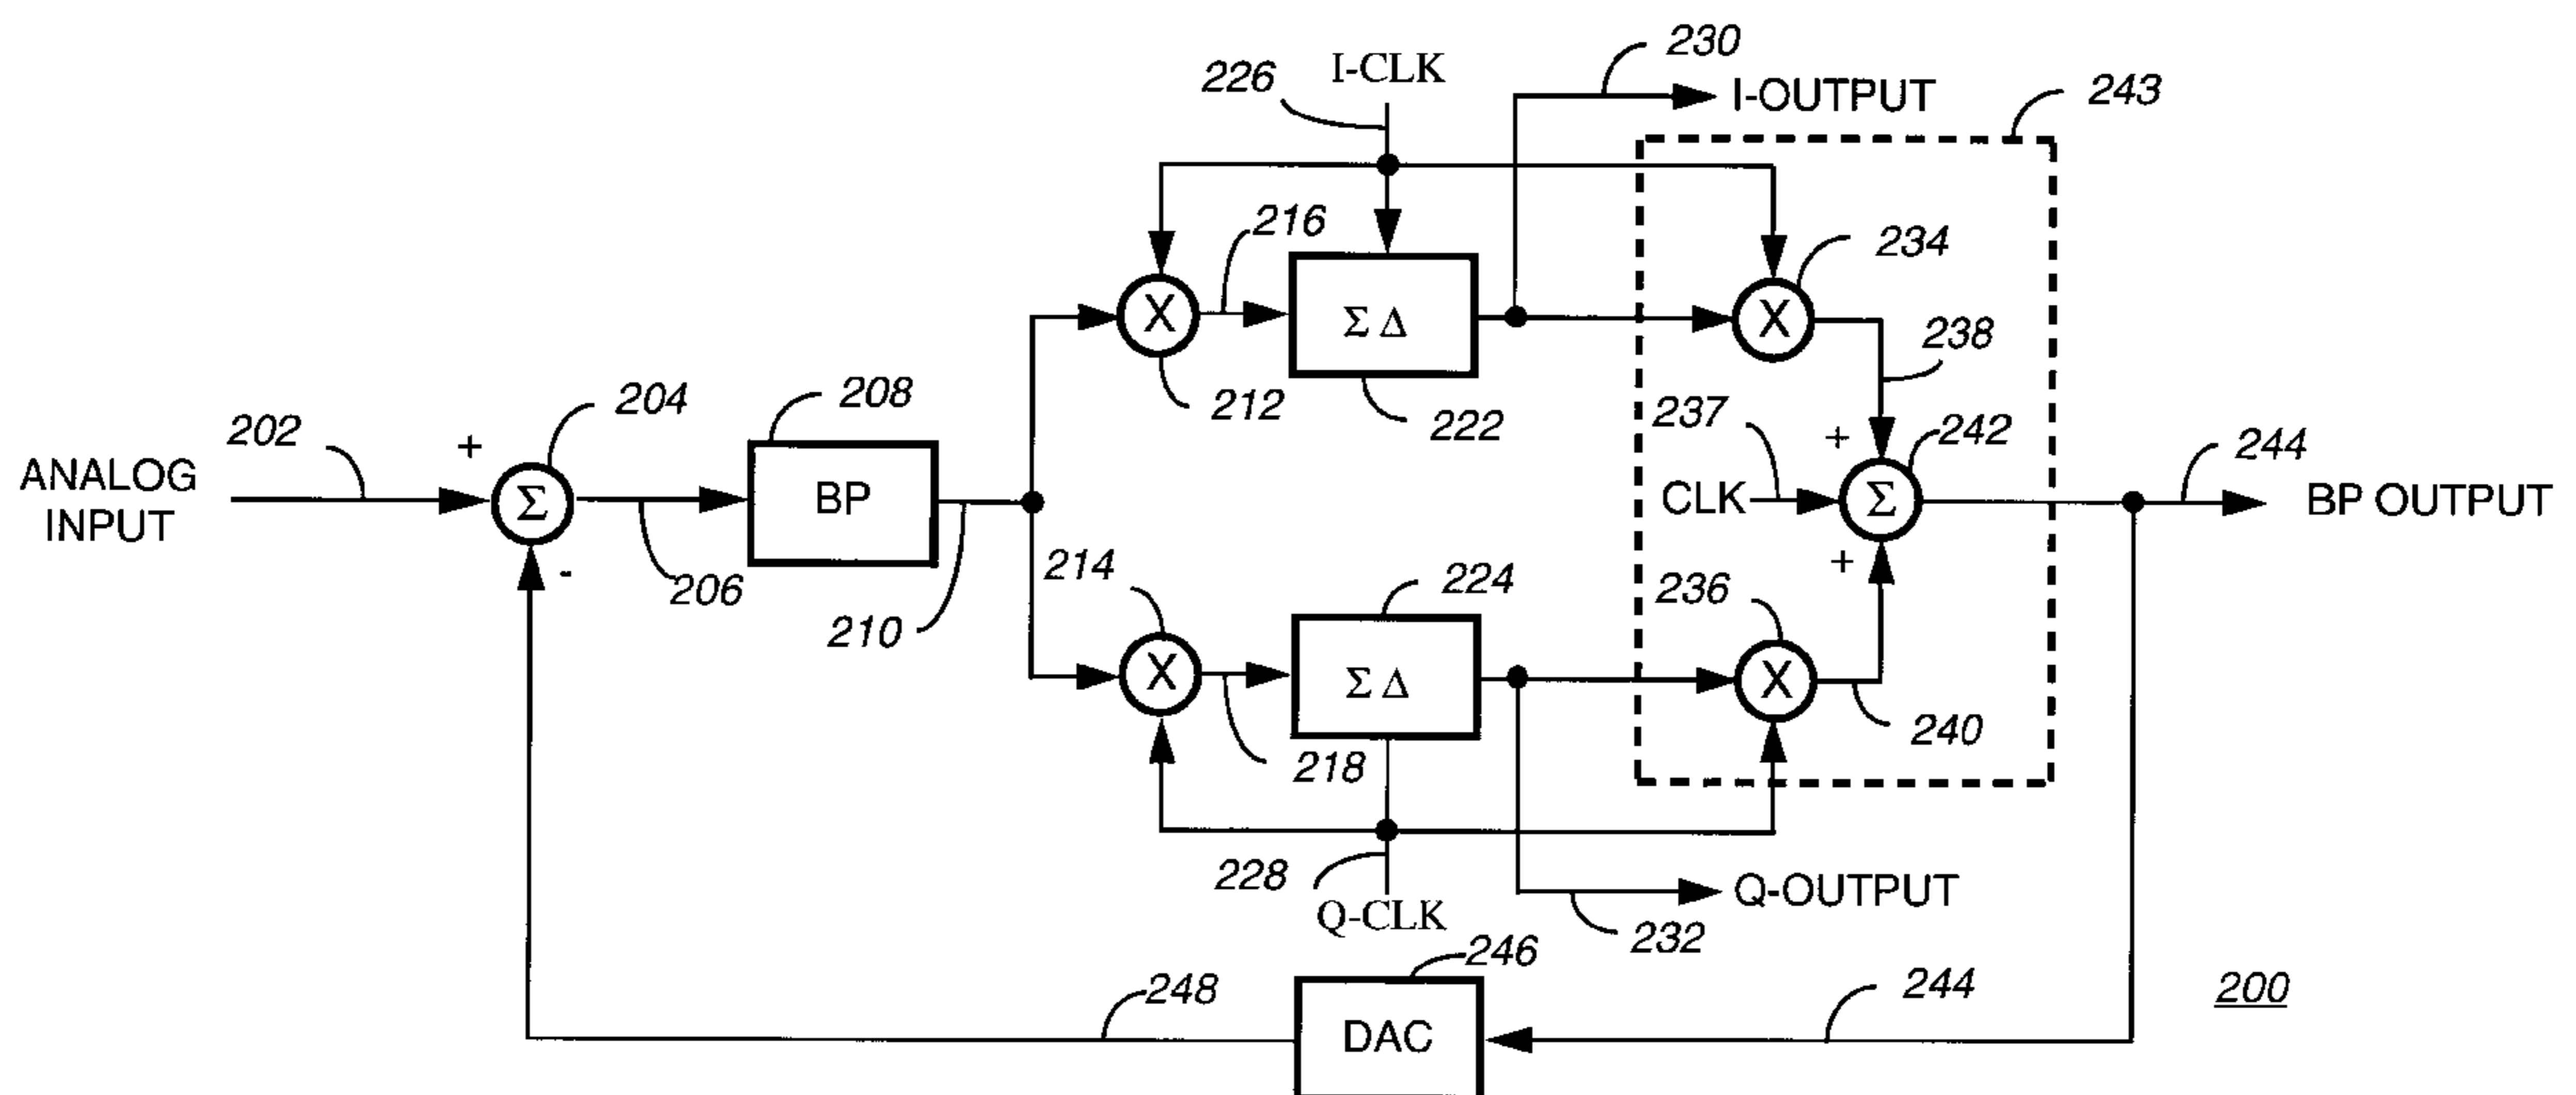 230
I-CLK
226
I-OUTPUT
243
216
234
X
Σ Δ
X
238
212
222
204
208
237
202
+
+
242
244
ANALOG
INPUT
Σ
BP
CLK
Σ
BP OUTPUT
-
206
214
224
236
+
210
X
Σ Δ
X
218
240
228
Q-CLK
Q-OUTPUT
232
246
248
244
200
DAC